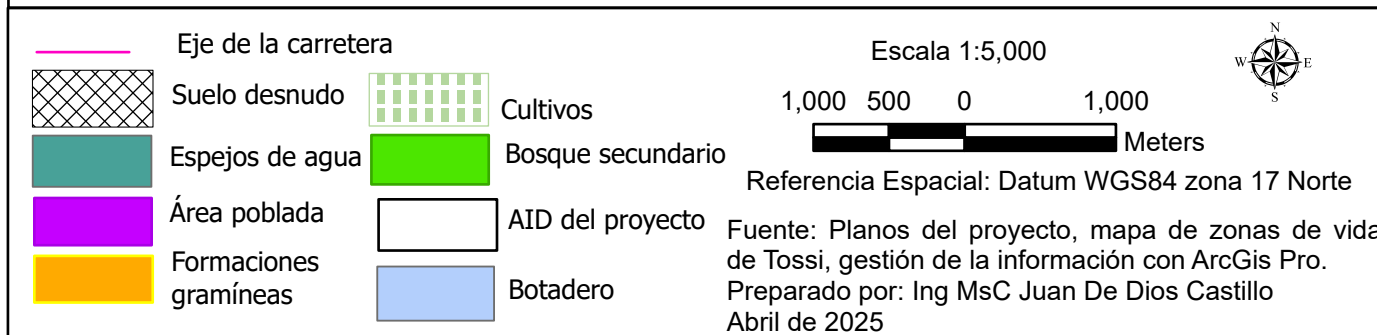 Eje de la carretera
Suelo desnudo
Espejos de agua
Área poblada
Formaciones
gramíneas
Cultivos
Bosque secundario
AID del proyecto
Botadero
Escala 1:5,000
N
W E
S
1,000 500 0 1,000
Meters
Referencia Espacial: Datum WGS84 zona 17 Norte
Fuente: Planos del proyecto, mapa de zonas de vida
de Tossi, gestión de la información con ArcGis Pro.
Preparado por: Ing MsC Juan De Dios Castillo
Abril de 2025